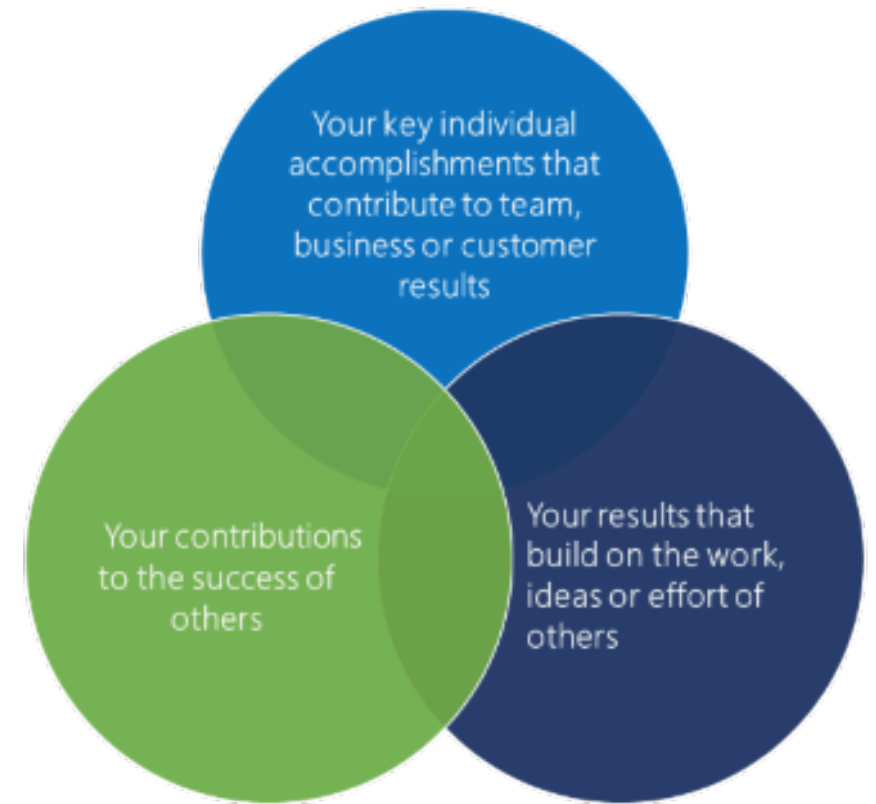 Your key individual
accomplishments that
contribute to team,
business or customer
results
Your contributions
to the success of
others
Your results that
build on the work,
ideas or effort of
others